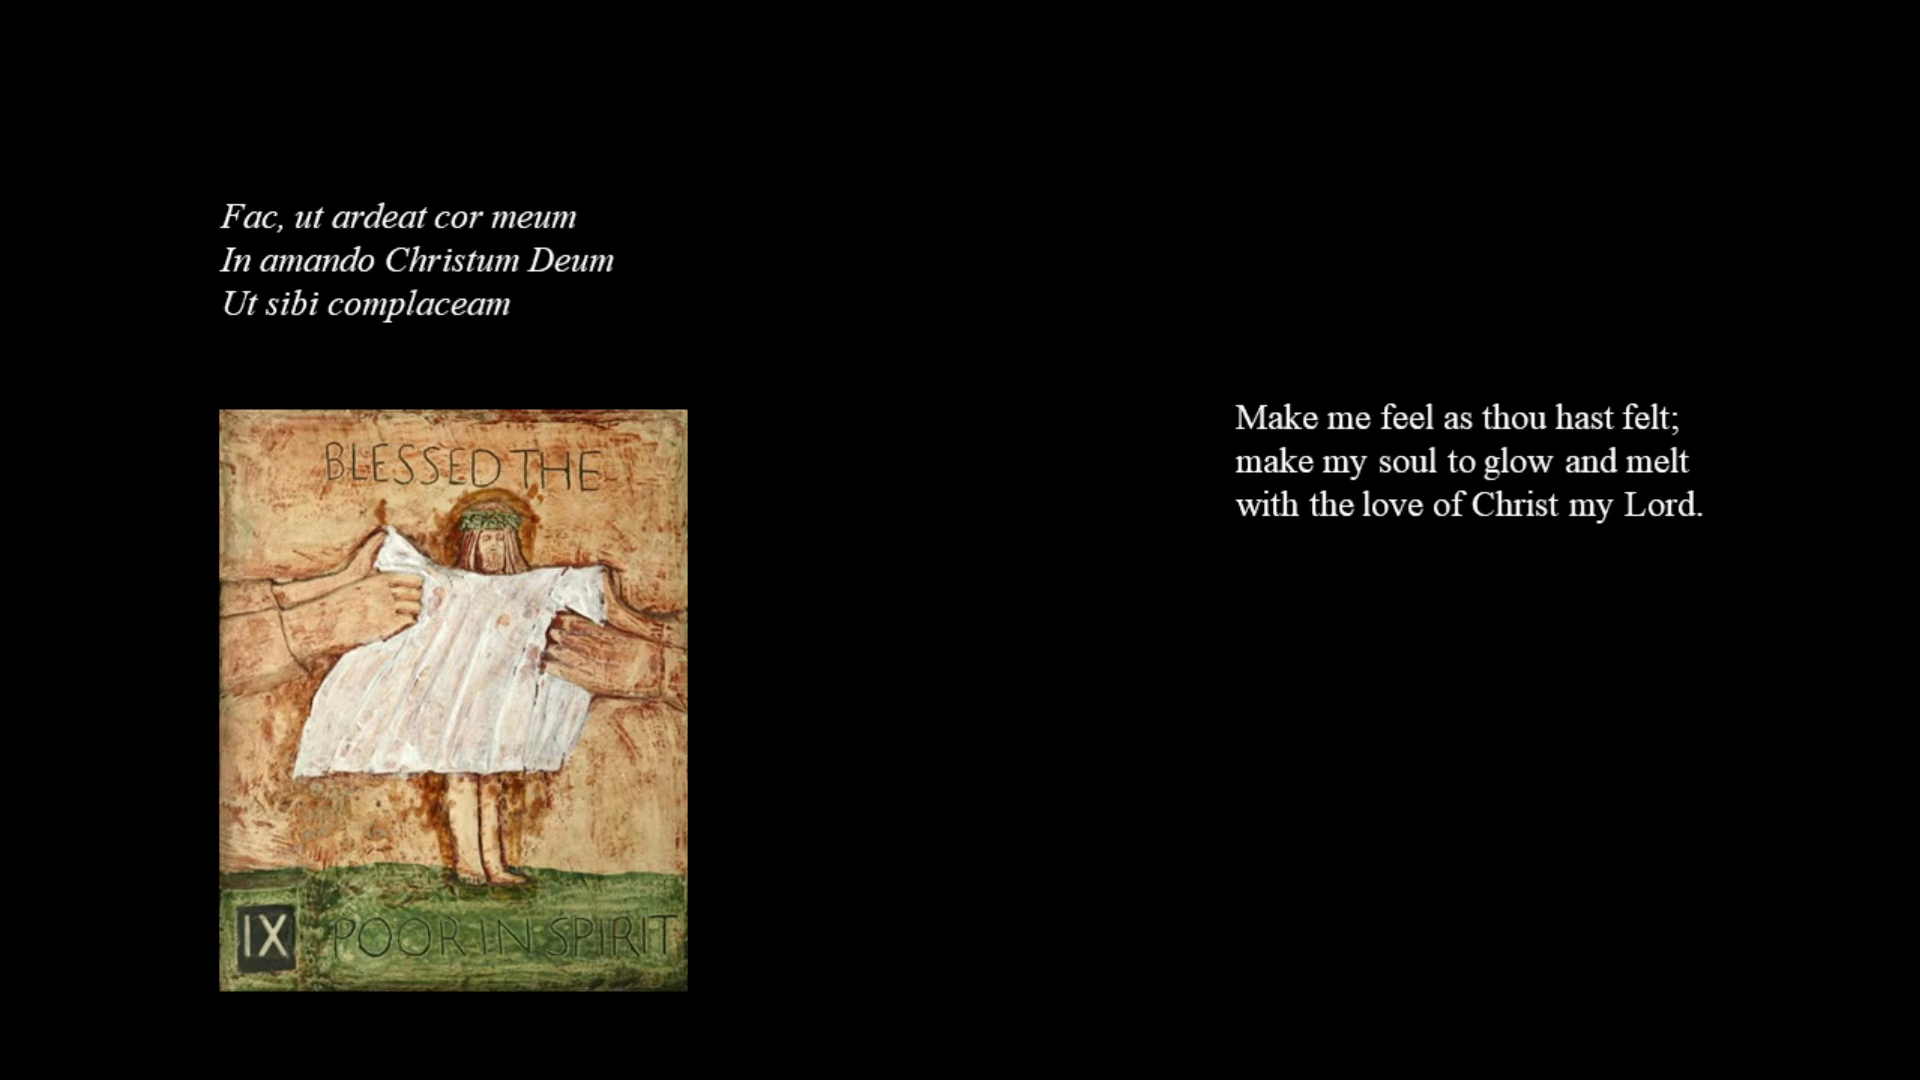 Fac, ut ardeat cor meum
In amando Christum Deum
Ut sibi complaceam
BLESSED THE
IX POOR IN SPIRIT
Make me feel as thou hast felt;
make my soul to glow and melt
with the love of Christ my Lord.